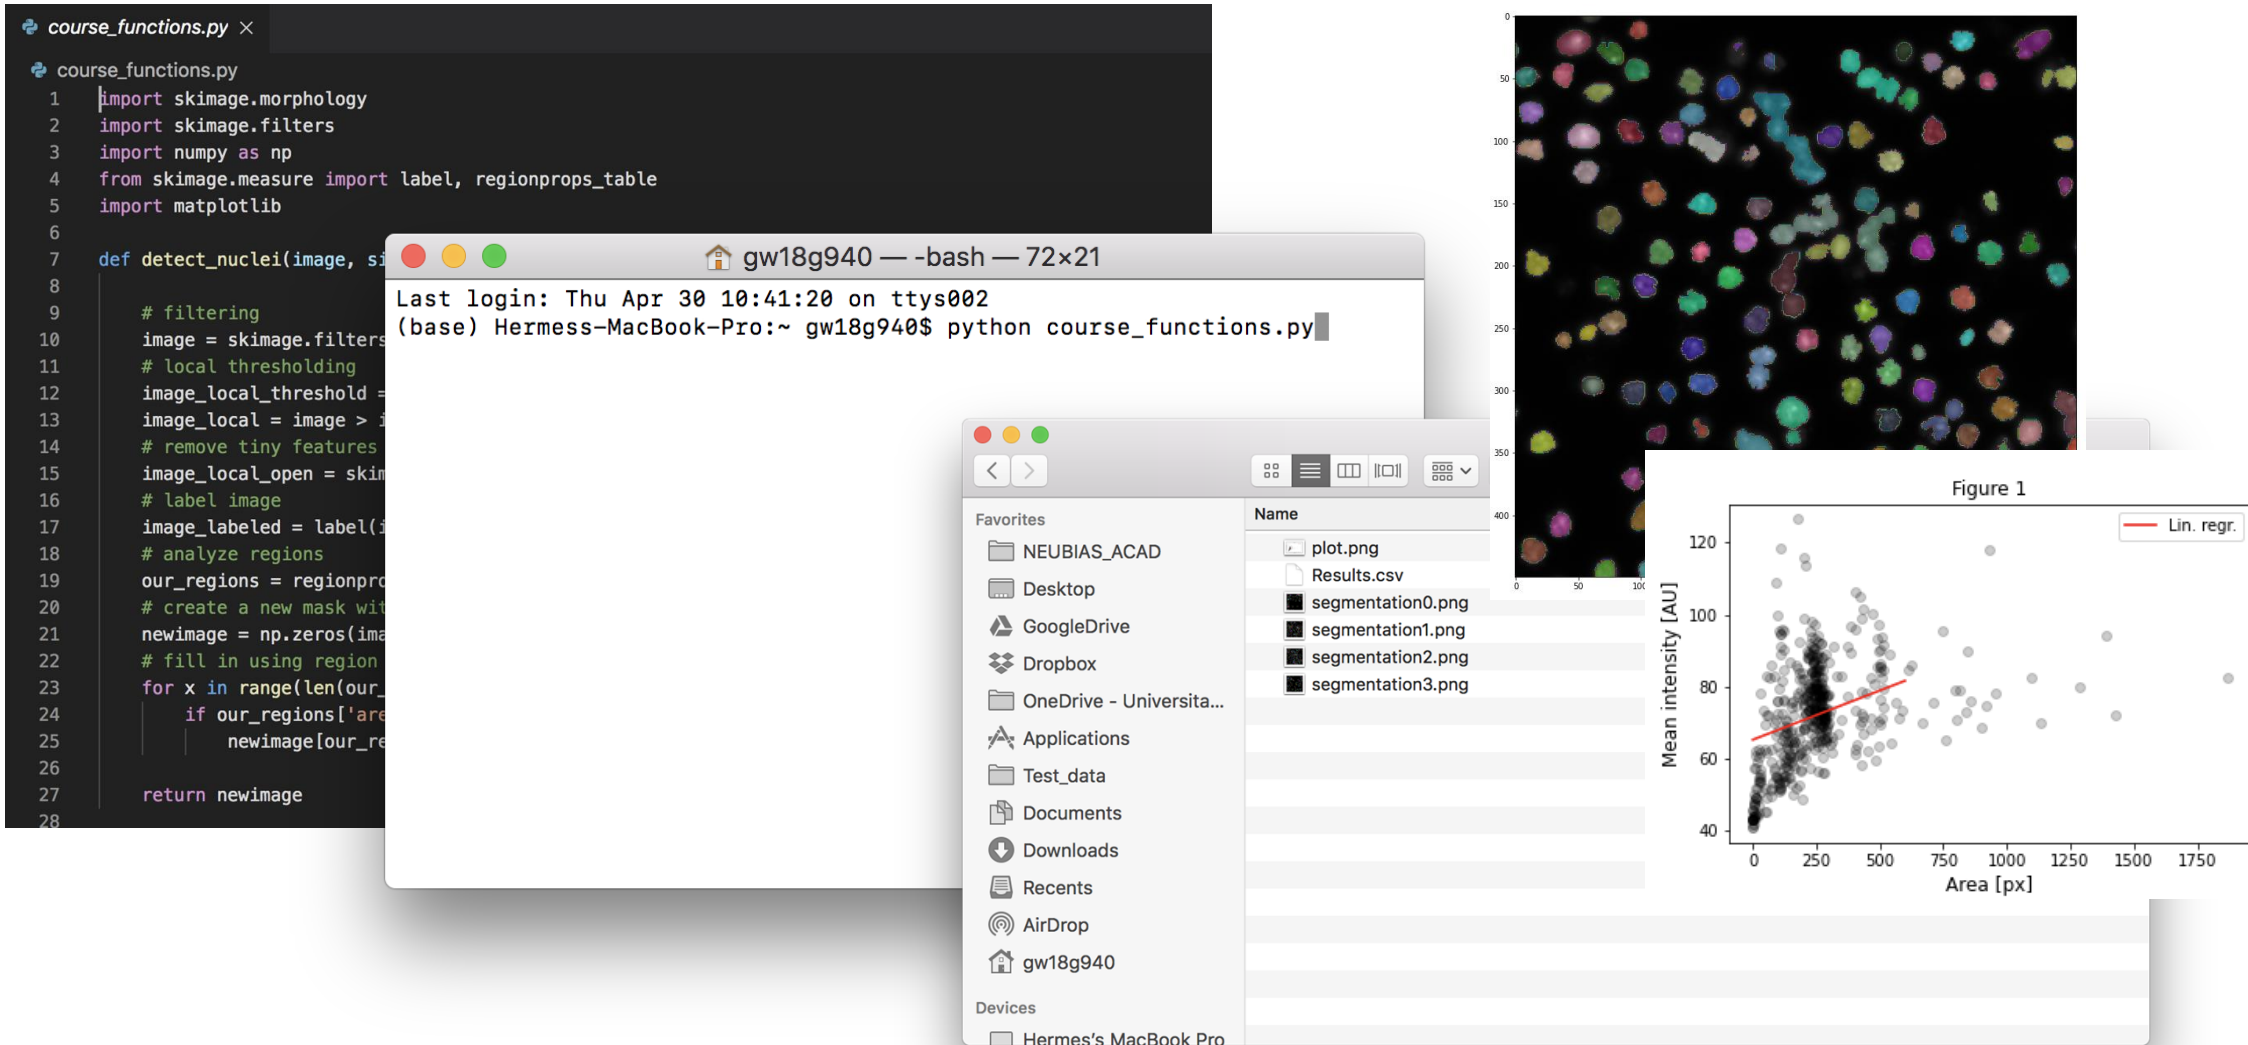 course_functions.py ×
course_functions.py
1 import skimage.morphology
2 import skimage.filters
3 import numpy as np
4 from skimage.measure import label, regionprops_table
5 import matplotlib
6
7 def detect_nuclei(image, si
8
9 # filtering
10 image = skimage.filters
11 # local thresholding
12 image_local_threshold =
13 image_local = image > i
14 # remove tiny features
15 image_local_open = skim
16 # label image
17 image_labeled = label(i
18 # analyze regions
19 our_regions = regionpro
20 # create a new mask wit
21 newimage = np.zeros(ima
22 # fill in using region
23 for x in range(len(our_
24 if our_regions['are
25 newimage[our_re
26
27 return newimage
28
gw18g940 — -bash — 72×21
Last login: Thu Apr 30 10:41:20 on ttys002
(base) Hermess-MacBook-Pro:~ gw18g940$ python course_functions.py
Favorites
NEUBIAS_ACAD
Desktop
GoogleDrive
Dropbox
OneDrive - Universita...
Applications
Test_data
Documents
Downloads
Recents
AirDrop
gw18g940
Devices
Hermes's MacBook Pro
Name
plot.png
Results.csv
segmentation0.png
segmentation1.png
segmentation2.png
segmentation3.png
0
50
100
150
200
250
300
350
400
0 50 100
Figure 1
Lin. regr.
Mean intensity [AU]
120
100
80
60
40
0 250 500 750 1000 1250 1500 1750
Area [px]